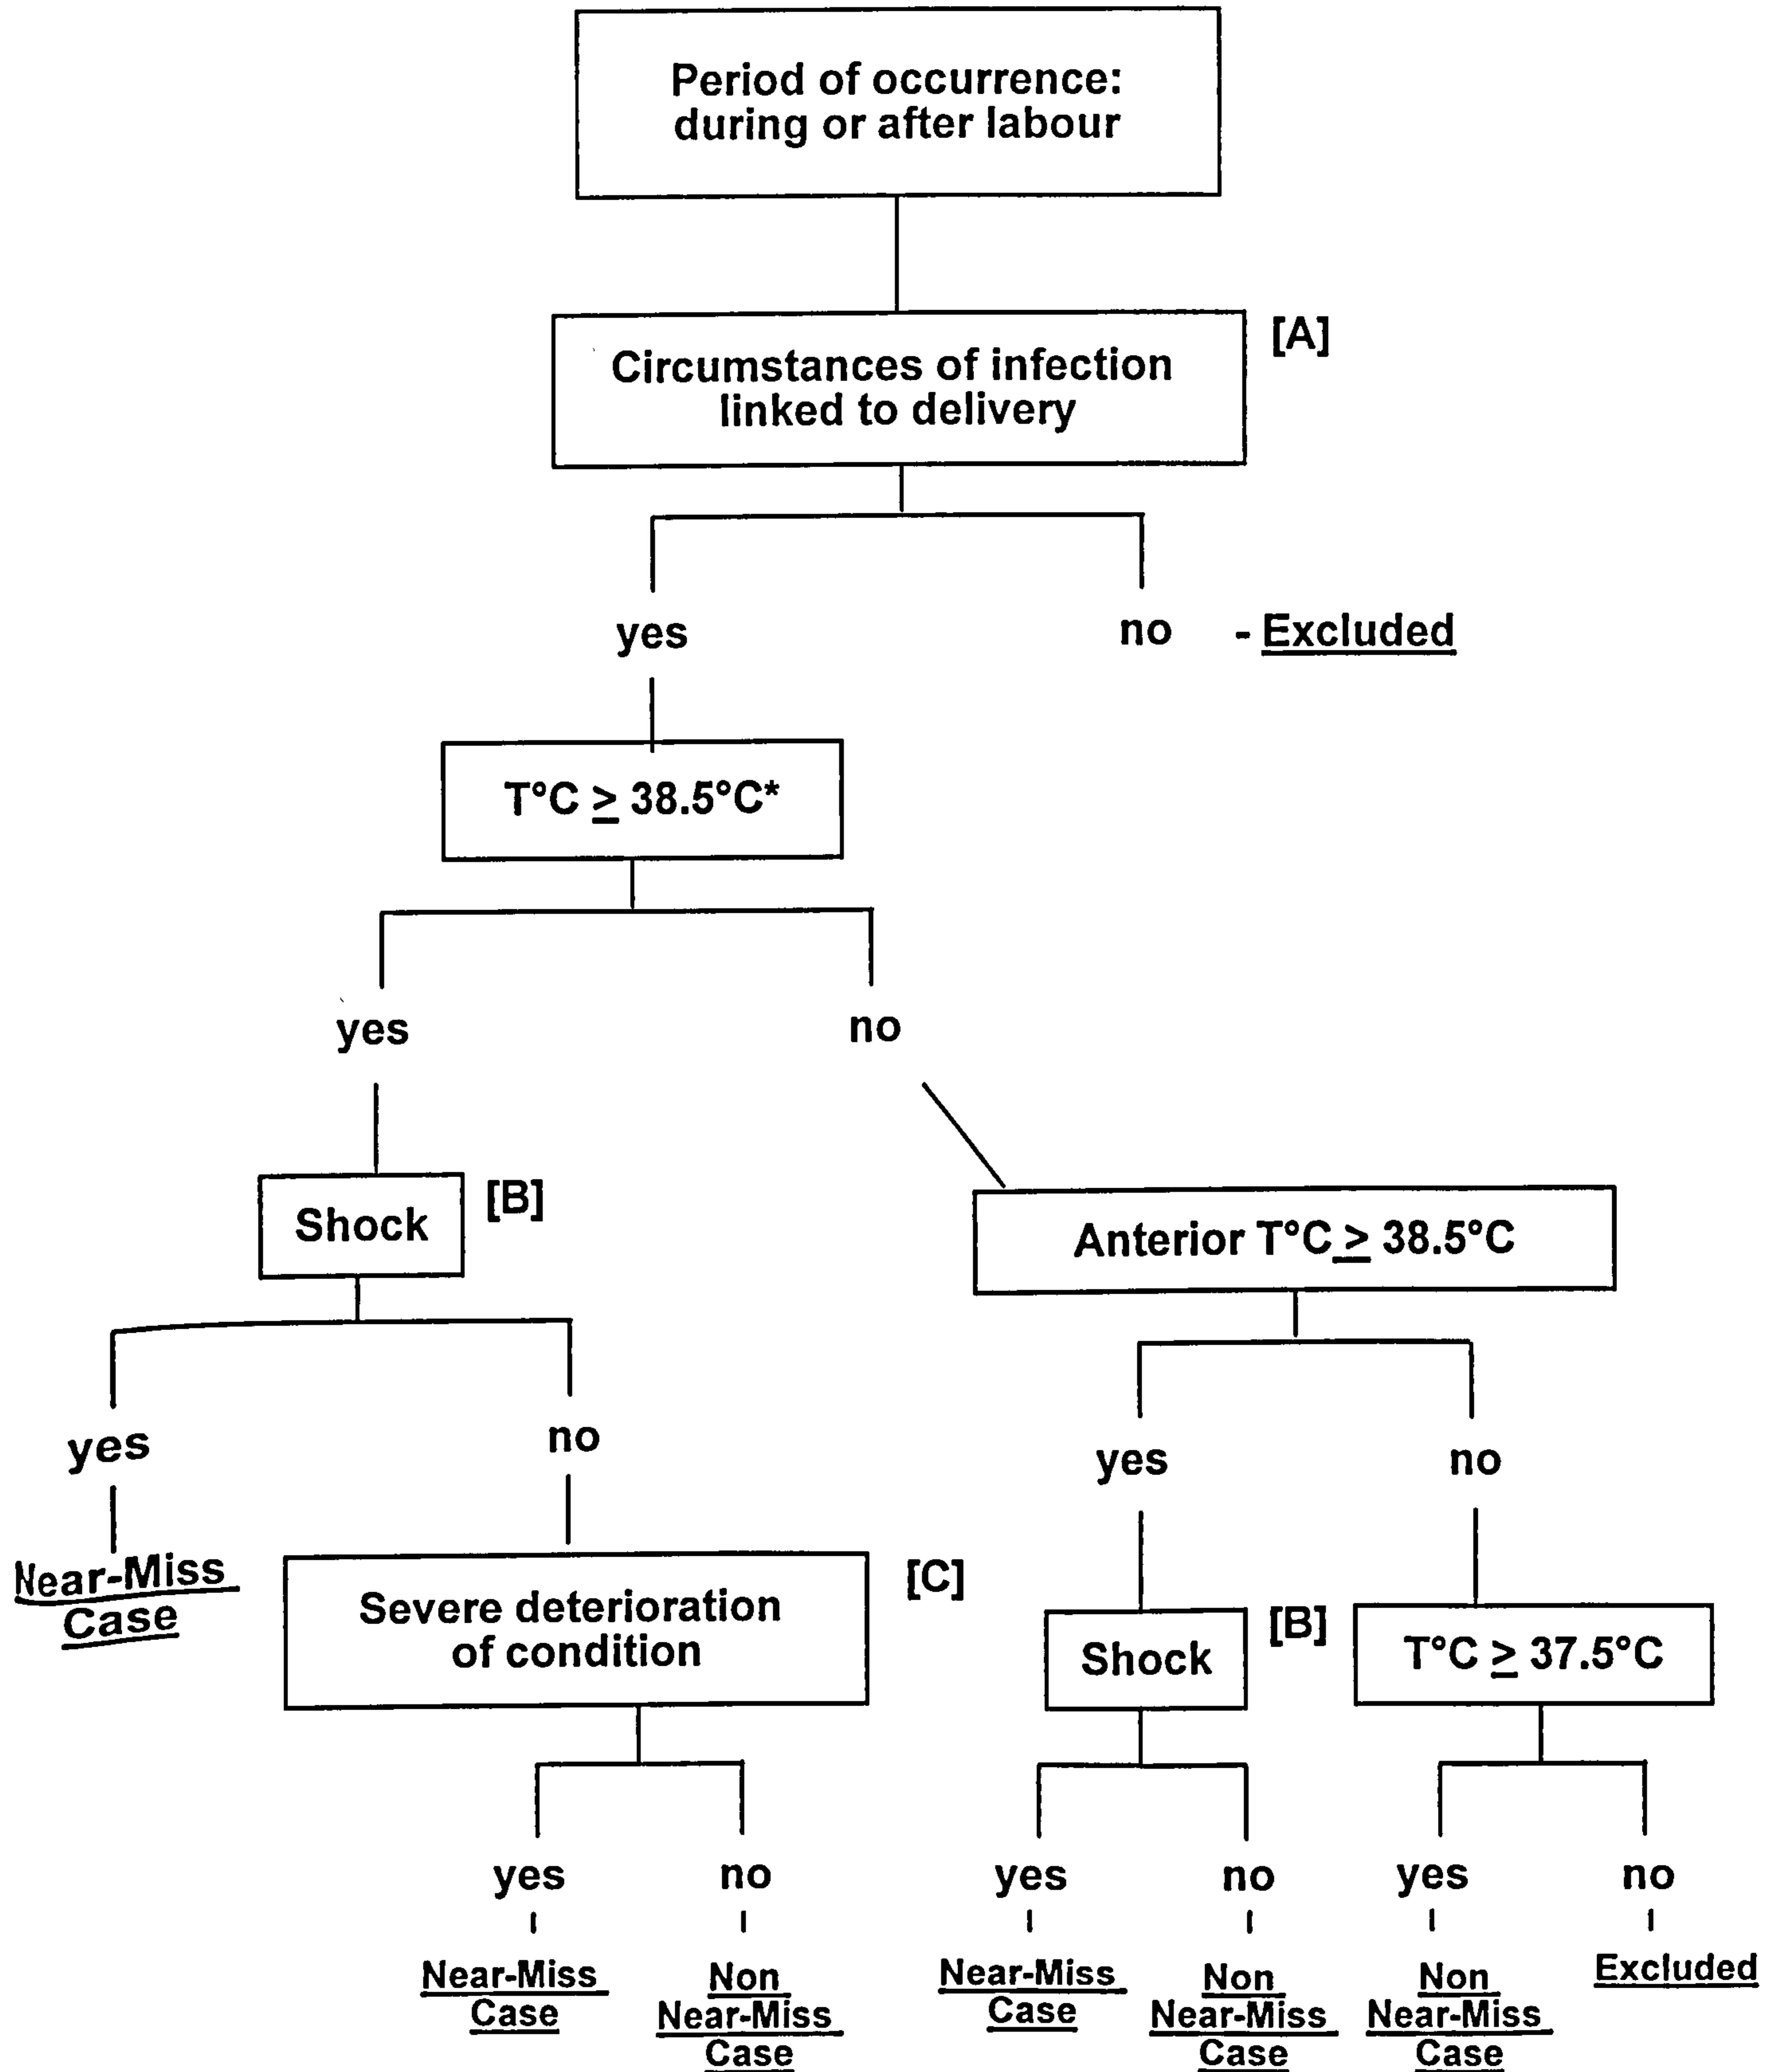 Period of occurrence:
during or after labour
[A]
Circumstances of infection
linked to delivery
yes
no - Excluded
T°C ≥ 38.5°C*
yes
no
Shock
[B]
Anterior T°C ≥ 38.5°C
yes
no
yes
no
Near-Miss
Case
Severe deterioration
of condition
[C]
Shock
[B]
T°C ≥ 37.5°C
yes
no
yes
no
yes
no
Near-Miss
Case
Non
Near-Miss
Case
Near-Miss
Case
Non
Near-Miss
Case
Non
Near-Miss
Case
Excluded